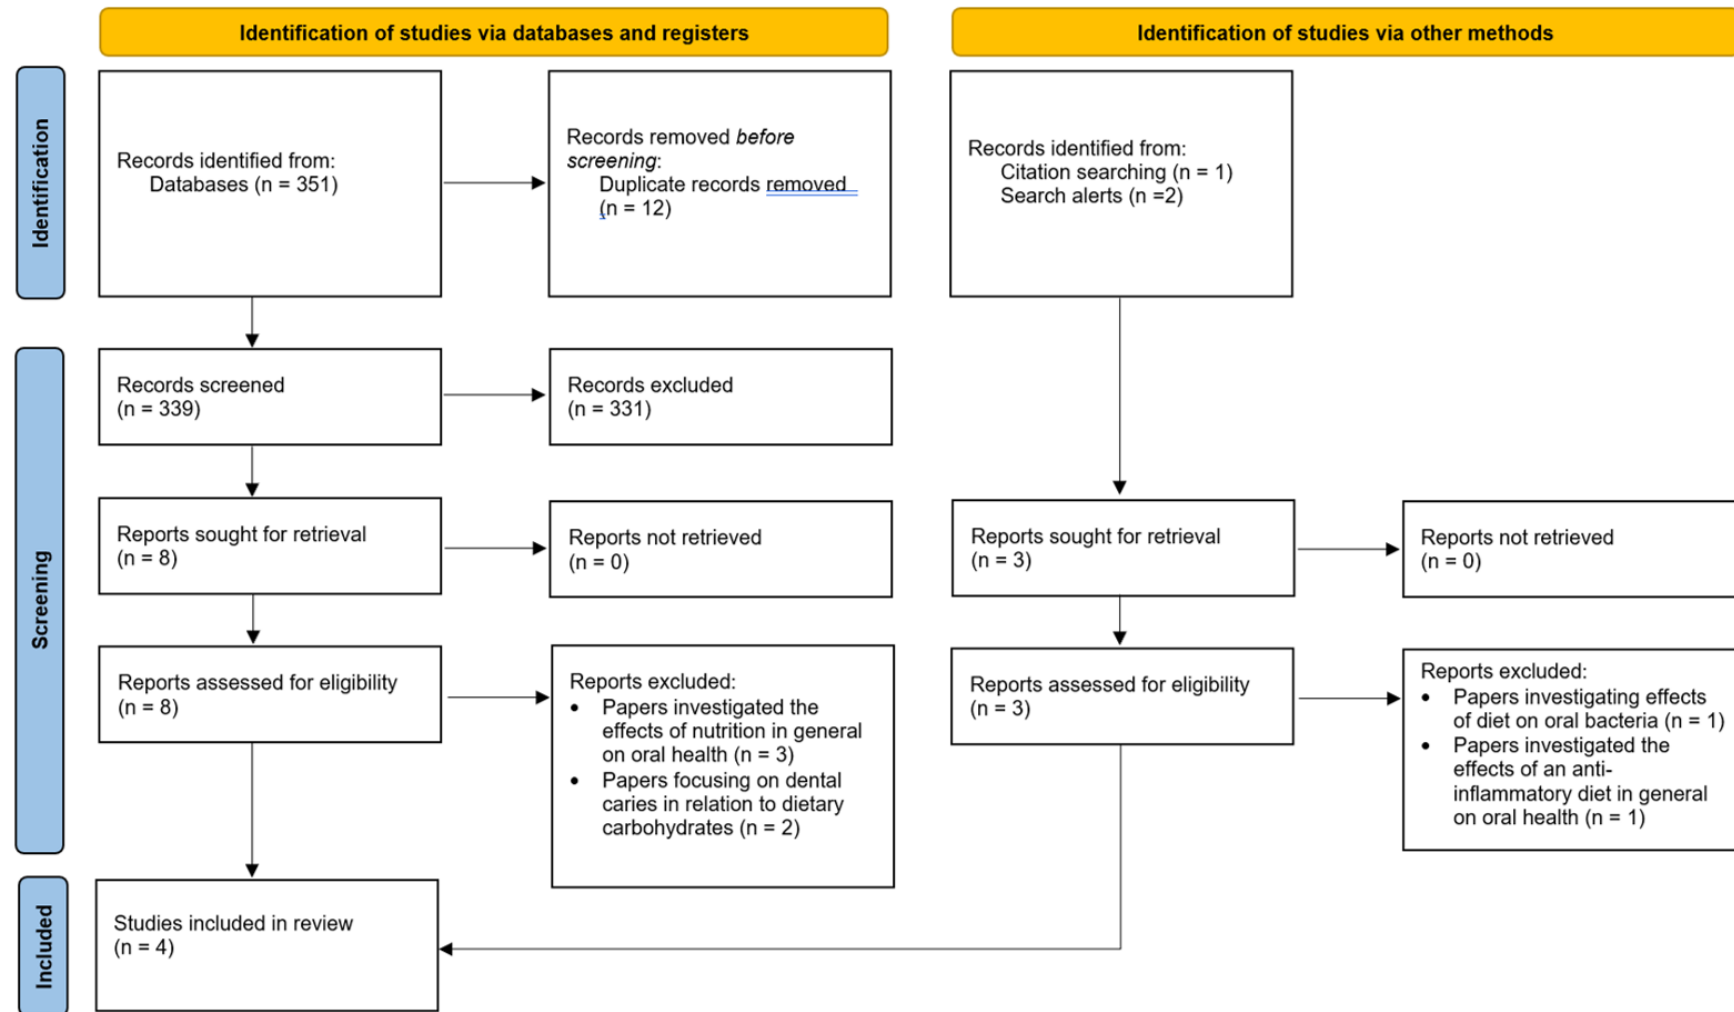 Identification of studies via databases and registers
Identification of studies via other methods
Identification
Records identified from:
Databases (n = 351)
Records removed before
screening:
Duplicate records removed
(n = 12)
Records identified from:
Citation searching (n = 1)
Search alerts (n =2)
Screening
Records screened
(n = 339)
Records excluded
(n = 331)
Reports sought for retrieval
(n = 8)
Reports not retrieved
(n = 0)
Reports sought for retrieval
(n = 3)
Reports not retrieved
(n = 0)
Reports assessed for eligibility
(n = 8)
Reports excluded:
• Papers investigated the
effects of nutrition in general
on oral health (n = 3)
• Papers focusing on dental
caries in relation to dietary
carbohydrates (n = 2)
Reports assessed for eligibility
(n = 3)
Reports excluded:
• Papers investigating effects
of diet on oral bacteria (n = 1)
• Papers investigated the
effects of an anti-
inflammatory diet in general
on oral health (n = 1)
Included
Studies included in review
(n = 4)